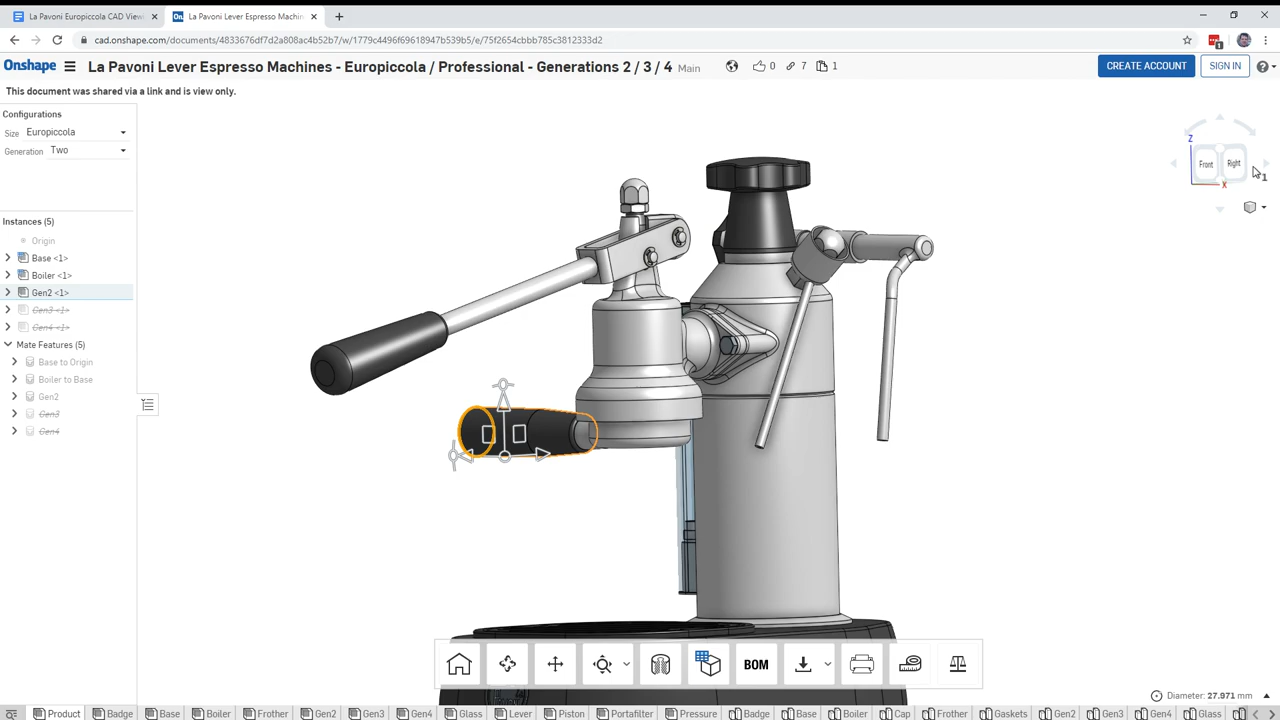 La Pavoni Europiccola CAD View
La Pavoni Lever Espresso Machin
cad.onshape.com/documents/4833676df7d2a808ac4b52b7/w/1779c4496f69618947b539b5/e/75f2654cbbb785c3812333d2
1
Onshape
La Pavoni Lever Espresso Machines - Europiccola / Professional - Generations 2 / 3 / 4 Main
0
7
1
CREATE ACCOUNT
SIGN IN
This document was shared via a link and is view only.
Configurations
Size Europiccola
Generation Two
Instances (5)
Origin
Base <1>
Boiler <1>
Gen2 <1>
Gen3 <1>
Gen4 <1>
Mate Features (5)
Base to Origin
Boiler to Base
Gen2
Gen3
Gen4
Z
Front
Right
X
1
BOM
Diameter: 27.971 mm
Product Badge Base Boiler Frother Gen2 Gen3 Gen4 Glass Lever Piston Portafilter Pressure Badge Base Boiler Cap Frother Gaskets Gen2 Gen3 Gen4 Glass